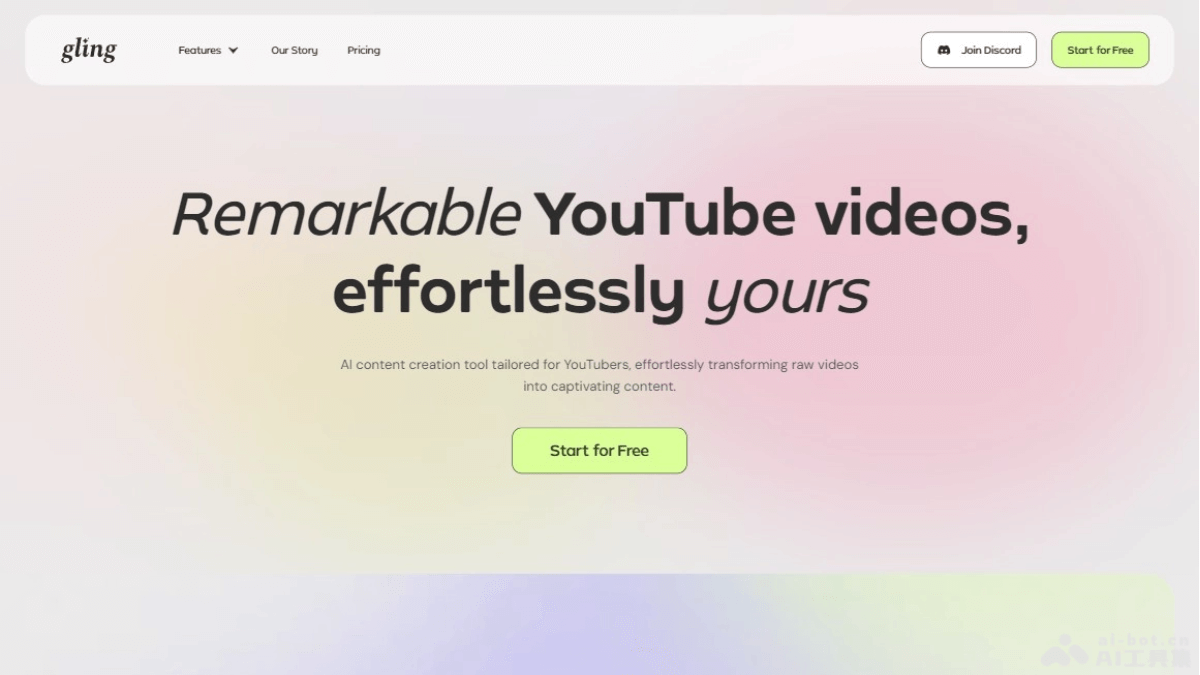 gling
Features
Our Story
Pricing
Join Discord
Start for Free
Remarkable YouTube videos,
effortlessly yours
AI content creation tool tailored for YouTubers, effortlessly transforming raw videos
into captivating content.
Start for Free
ai-bot.cn
AI工具集